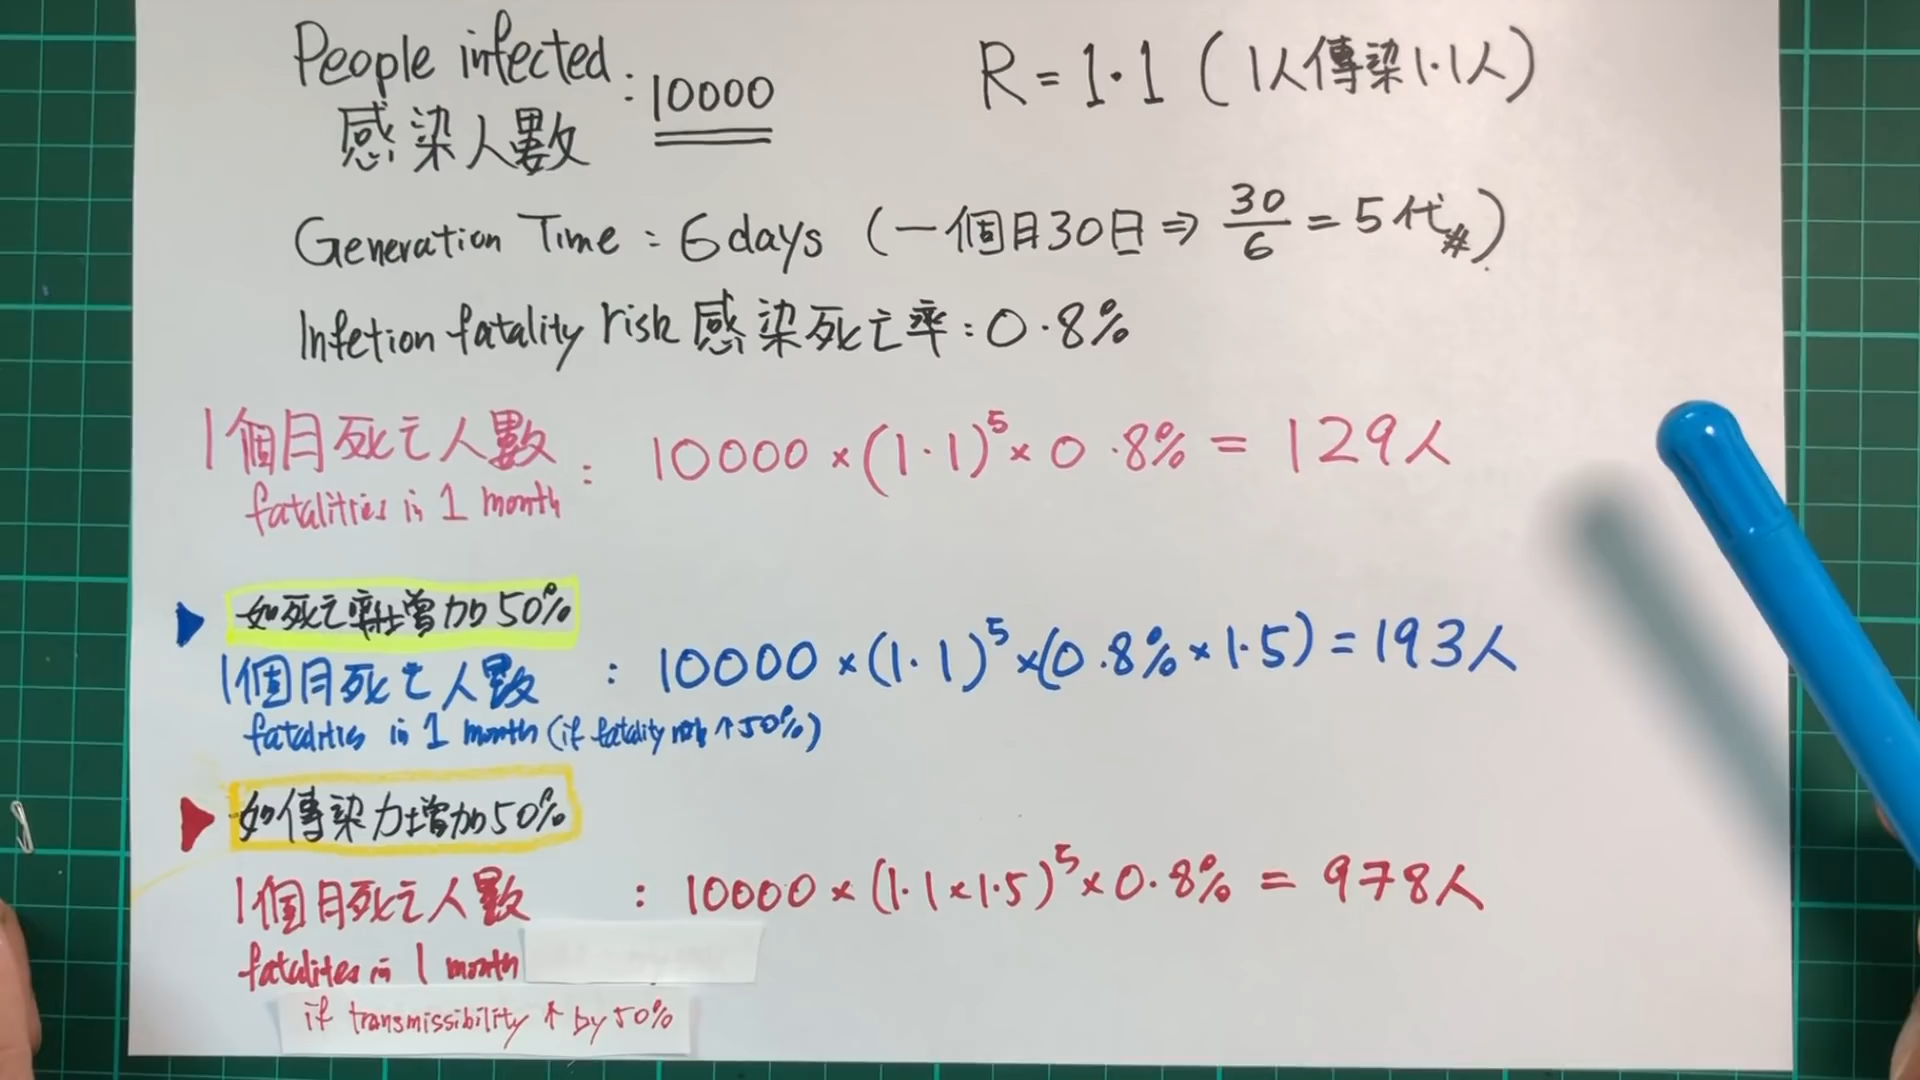 People infected : 10000
感染人數
R = 1.1 (1人傳染1.1人)
Generation Time : 6 days (一個月30日 ⇒ 30/6 = 5代#)
Infetion fatality risk 感染死亡率 : 0.8%
1個月死亡人數 : 10000 × (1.1)⁵ × 0.8% = 129人
fatalities in 1 month
如死亡率增加50%
1個月死亡人數 : 10000 × (1.1)⁵ × (0.8% × 1.5) = 193人
fatalities in 1 month (if fatality risk ↑ 50%)
如傳染力增加50%
1個月死亡人數 : 10000 × (1.1 × 1.5)⁵ × 0.8% = 978人
fatalites in 1 month
if transmissibility ↑ by 50%